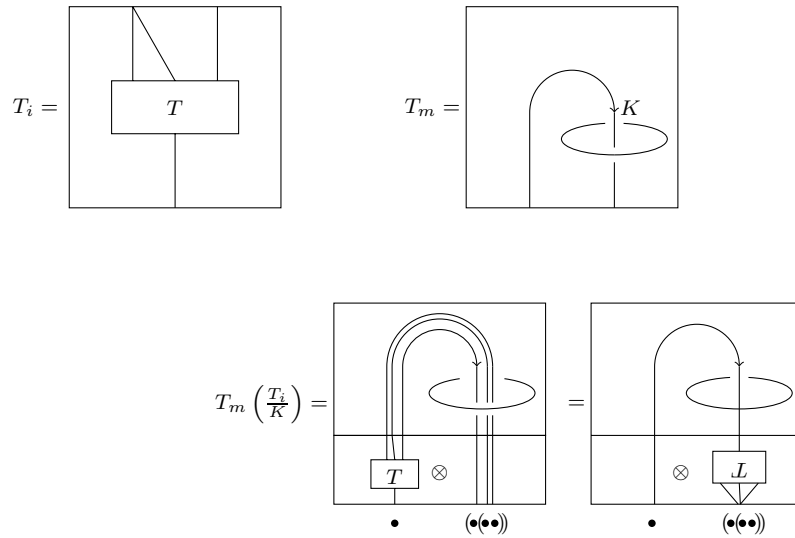 T_i = T
T_m = K
T_m (T_i/K) = T ⊗ = ⊗ T
• (•(••)) • (•(••))